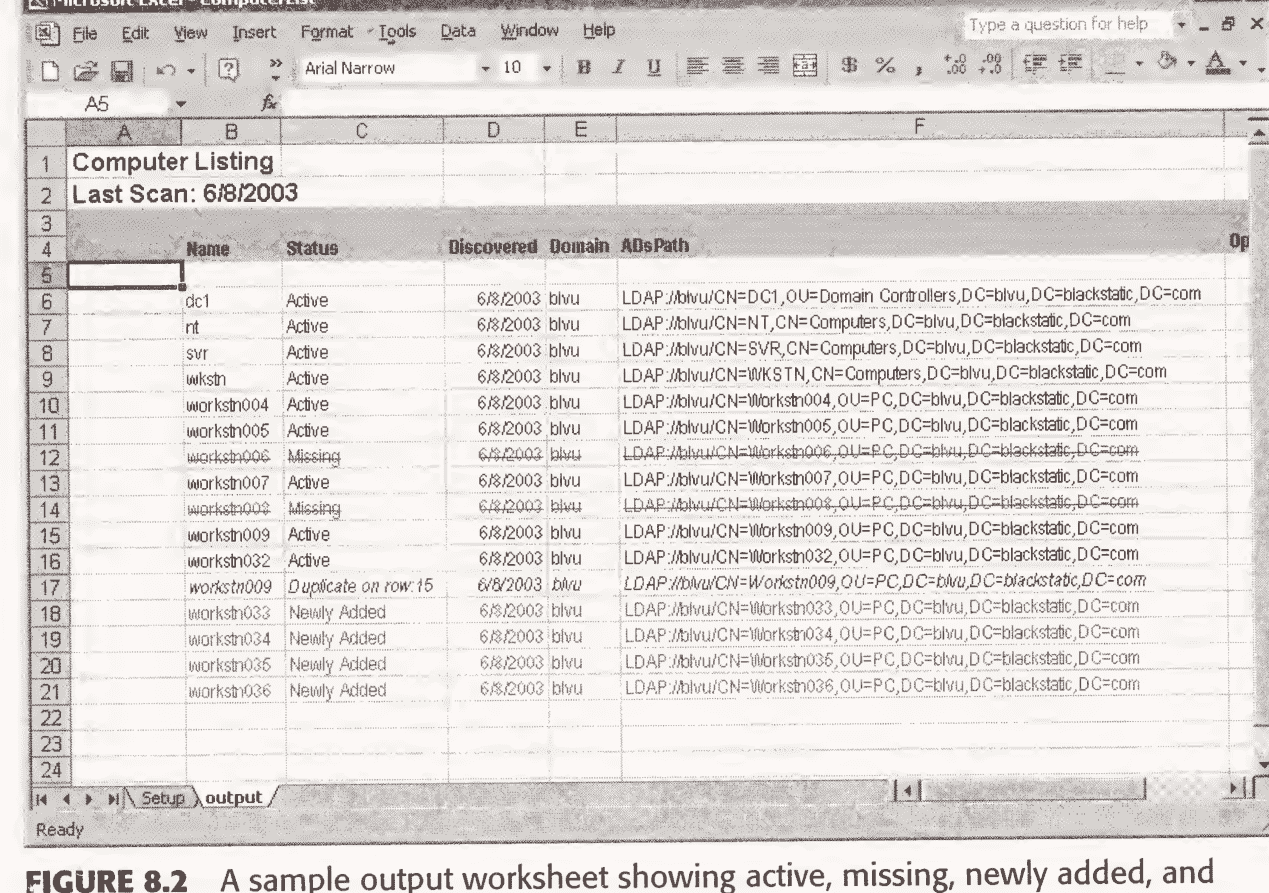 Microsoft Excel - ComputerList
File Edit View Insert Format Tools Data Window Help Type a question for help
Arial Narrow 10 B I U $ % ,
A5 fx
A B C D E F
1 Computer Listing
2 Last Scan: 6/8/2003
3
4 Name Status Discovered Domain ADsPath Op
5
6 dc1 Active 6/8/2003 blvu LDAP://blvu/CN=DC1,OU=Domain Controllers,DC=blvu,DC=blackstatic,DC=com
7 nt Active 6/8/2003 blvu LDAP://blvu/CN=NT,CN=Computers,DC=blvu,DC=blackstatic,DC=com
8 svr Active 6/8/2003 blvu LDAP://blvu/CN=SVR,CN=Computers,DC=blvu,DC=blackstatic,DC=com
9 wkstn Active 6/8/2003 blvu LDAP://blvu/CN=WKSTN,CN=Computers,DC=blvu,DC=blackstatic,DC=com
10 workstn004 Active 6/8/2003 blvu LDAP://blvu/CN=Workstn004,OU=PC,DC=blvu,DC=blackstatic,DC=com
11 workstn005 Active 6/8/2003 blvu LDAP://blvu/CN=Workstn005,OU=PC,DC=blvu,DC=blackstatic,DC=com
12 workstn006 Missing 6/8/2003 blvu LDAP://blvu/CN=Workstn006,OU=PC,DC=blvu,DC=blackstatic,DC=com
13 workstn007 Active 6/8/2003 blvu LDAP://blvu/CN=Workstn007,OU=PC,DC=blvu,DC=blackstatic,DC=com
14 workstn008 Missing 6/8/2003 blvu LDAP://blvu/CN=Workstn008,OU=PC,DC=blvu,DC=blackstatic,DC=com
15 workstn009 Active 6/8/2003 blvu LDAP://blvu/CN=Workstn009,OU=PC,DC=blvu,DC=blackstatic,DC=com
16 workstn032 Active 6/8/2003 blvu LDAP://blvu/CN=Workstn032,OU=PC,DC=blvu,DC=blackstatic,DC=com
17 workstn009 Duplicate on row:15 6/8/2003 blvu LDAP://blvu/CN=Workstn009,OU=PC,DC=blvu,DC=blackstatic,DC=com
18 workstn033 Newly Added 6/8/2003 blvu LDAP://blvu/CN=Workstn033,OU=PC,DC=blvu,DC=blackstatic,DC=com
19 workstn034 Newly Added 6/8/2003 blvu LDAP://blvu/CN=Workstn034,OU=PC,DC=blvu,DC=blackstatic,DC=com
20 workstn035 Newly Added 6/8/2003 blvu LDAP://blvu/CN=Workstn035,OU=PC,DC=blvu,DC=blackstatic,DC=com
21 workstn036 Newly Added 6/8/2003 blvu LDAP://blvu/CN=Workstn036,OU=PC,DC=blvu,DC=blackstatic,DC=com
22
23
24
Setup output
Ready
FIGURE 8.2 A sample output worksheet showing active, missing, newly added, and